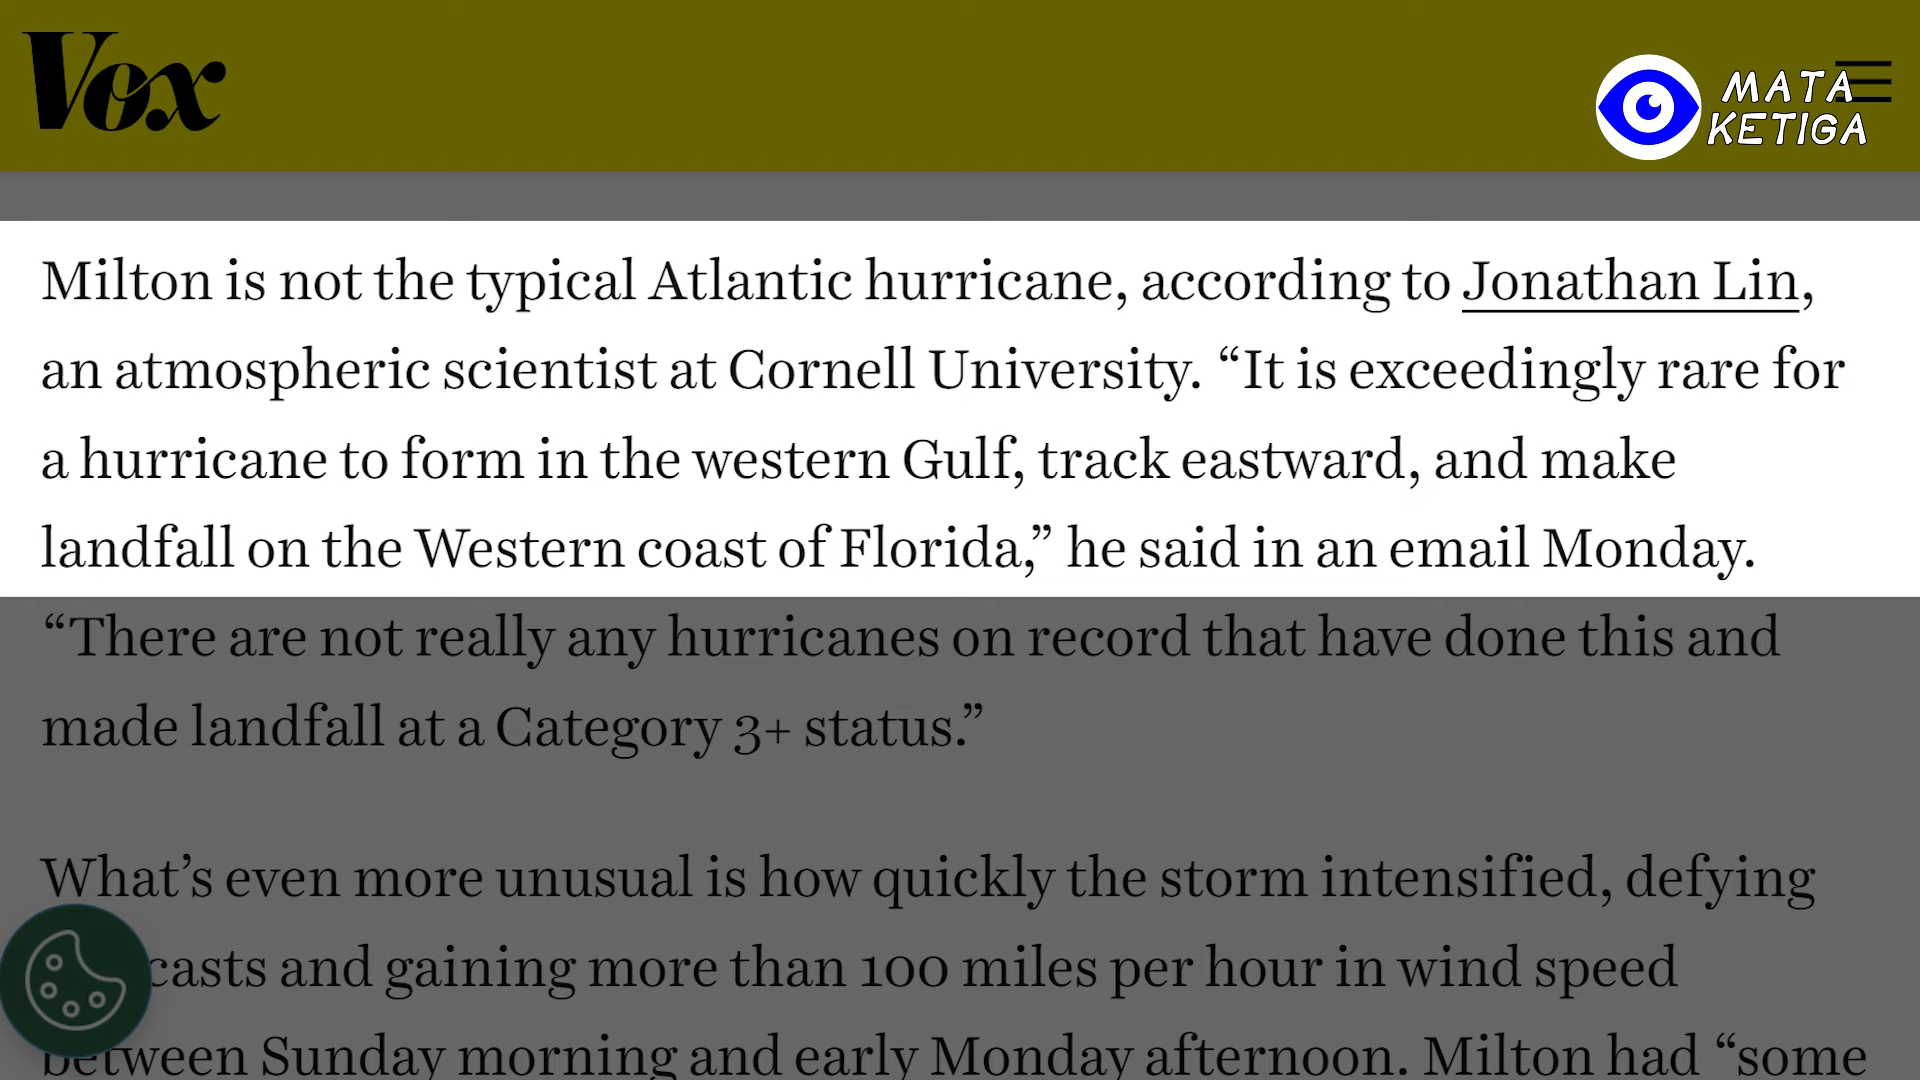 Vox
MATA
KETIGA
Milton is not the typical Atlantic hurricane, according to Jonathan Lin,
an atmospheric scientist at Cornell University. “It is exceedingly rare for
a hurricane to form in the western Gulf, track eastward, and make
landfall on the Western coast of Florida,” he said in an email Monday.
“There are not really any hurricanes on record that have done this and
made landfall at a Category 3+ status.”
What’s even more unusual is how quickly the storm intensified, defying
casts and gaining more than 100 miles per hour in wind speed
between Sunday morning and early Monday afternoon. Milton had “some